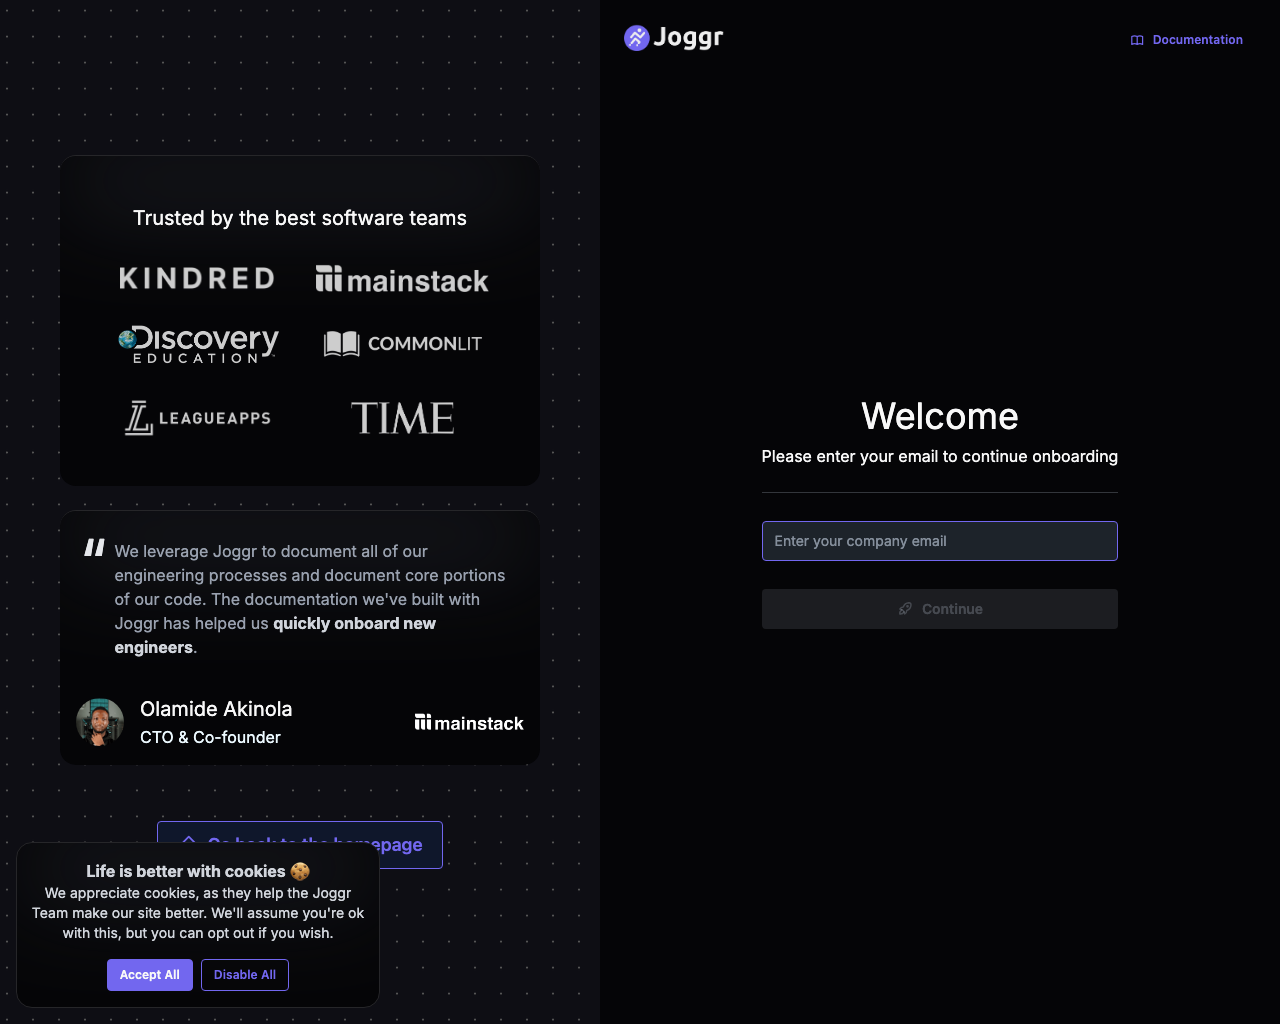 Joggr
Documentation
Trusted by the best software teams
KINDRED
mainstack
Discovery
EDUCATION
COMMONLIT
LEAGUEAPPS
TIME
"
We leverage Joggr to document all of our
engineering processes and document core portions
of our code. The documentation we've built with
Joggr has helped us quickly onboard new
engineers.
Olamide Akinola
CTO & Co-founder
mainstack
Go back to the homepage
Life is better with cookies 🍪
We appreciate cookies, as they help the Joggr
Team make our site better. We'll assume you're ok
with this, but you can opt out if you wish.
Accept All
Disable All
Welcome
Please enter your email to continue onboarding
Enter your company email
Continue